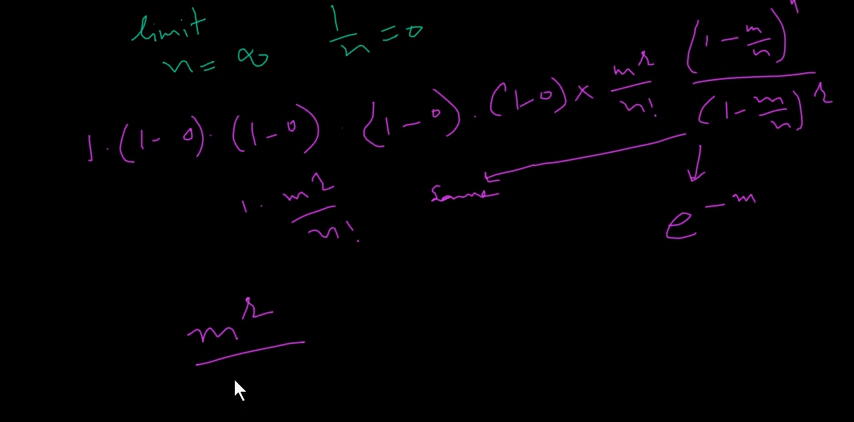 limit
n = ∞ 1/n = 0
1 · (1 - 0) · (1 - 0) · (1 - 0) · (1 - 0) × m^r/n! (1 - m/n)^n/(1 - m/n)^r
1 · m^r/n! Same e^-m
m^r